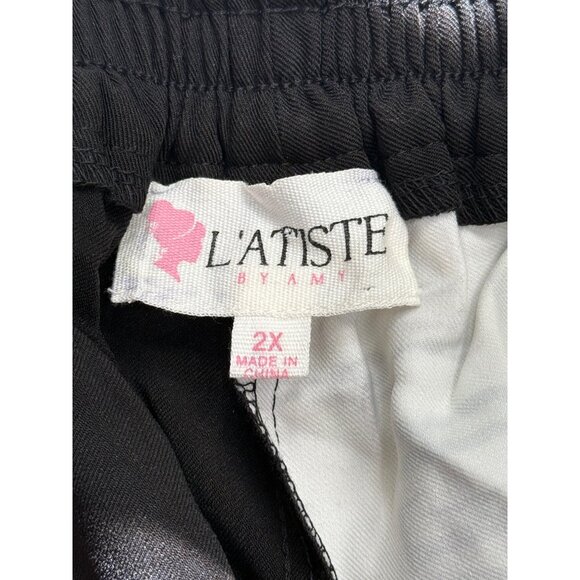 L'ATISTE
BY AMY
2X
MADE IN
CHINA